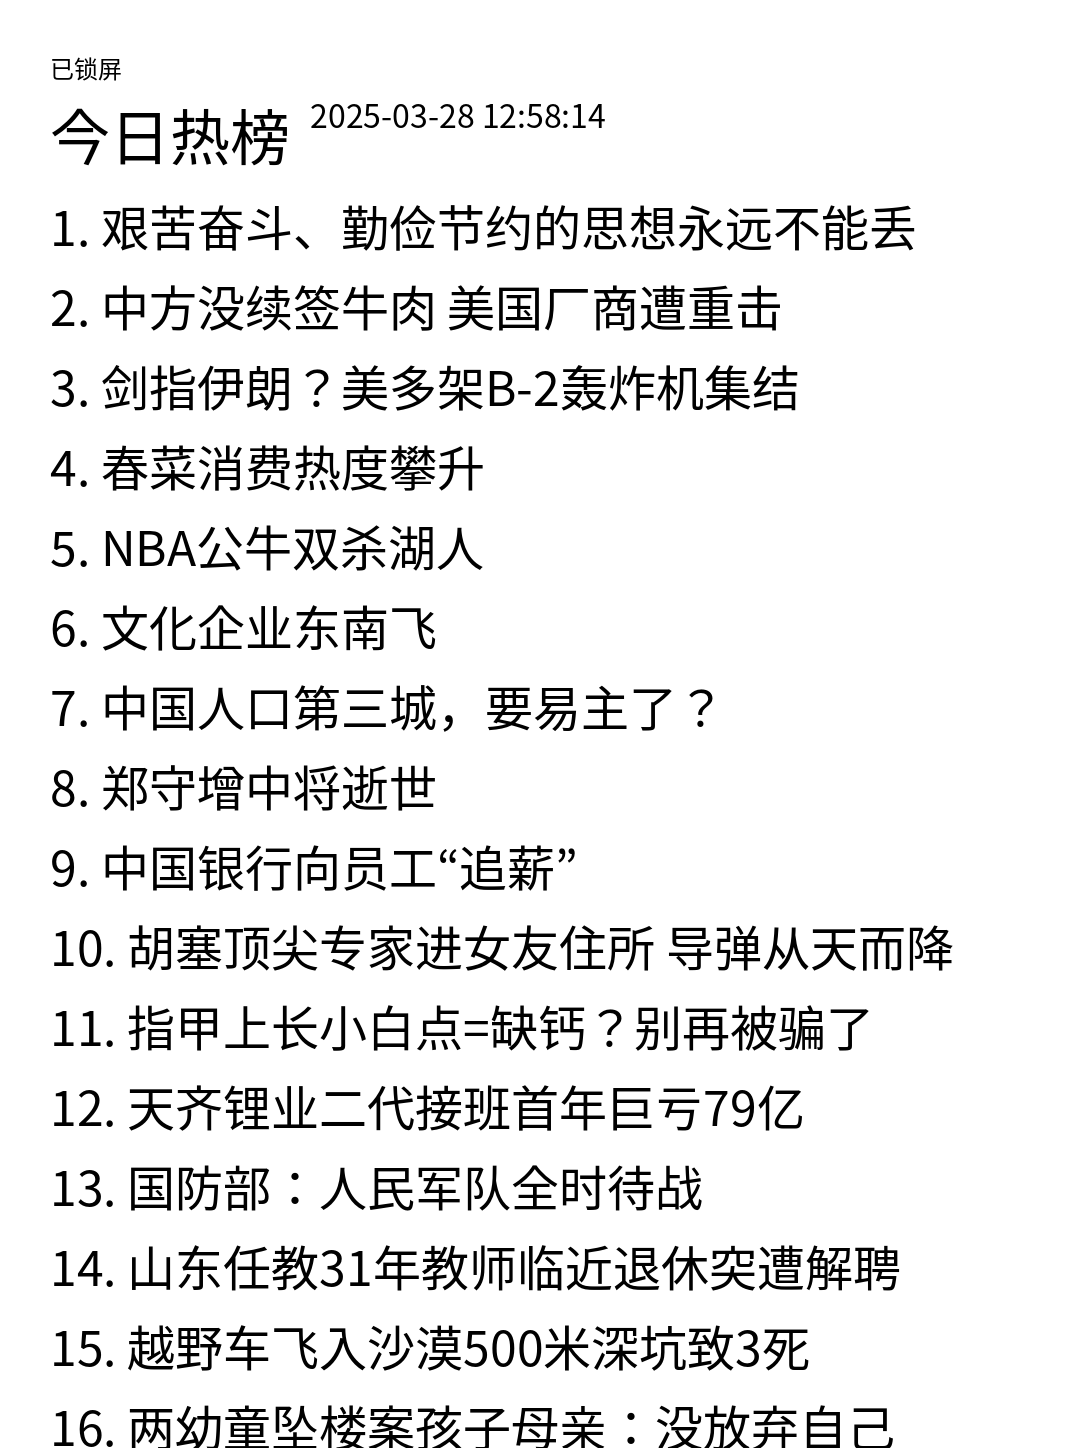 已锁屏
今日热榜 2025-03-28 12:58:14
1. 艰苦奋斗、勤俭节约的思想永远不能丢
2. 中方没续签牛肉 美国厂商遭重击
3. 剑指伊朗？美多架B-2轰炸机集结
4. 春菜消费热度攀升
5. NBA公牛双杀湖人
6. 文化企业东南飞
7. 中国人口第三城，要易主了？
8. 郑守增中将逝世
9. 中国银行向员工“追薪”
10. 胡塞顶尖专家进女友住所 导弹从天而降
11. 指甲上长小白点=缺钙？别再被骗了
12. 天齐锂业二代接班首年巨亏79亿
13. 国防部：人民军队全时待战
14. 山东任教31年教师临近退休突遭解聘
15. 越野车飞入沙漠500米深坑致3死
16. 两幼童坠楼案孩子母亲：没放弃自己